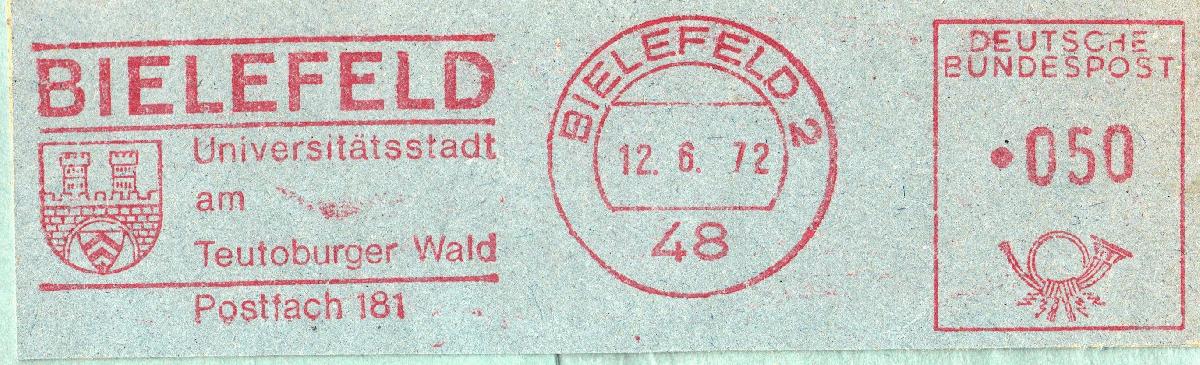 BIELEFELD
Universitätsstadt
am
Teutoburger Wald
Postfach 181
BIELEFELD 2
12. 6. 72
48
DEUTSCHE
BUNDESPOST
•050